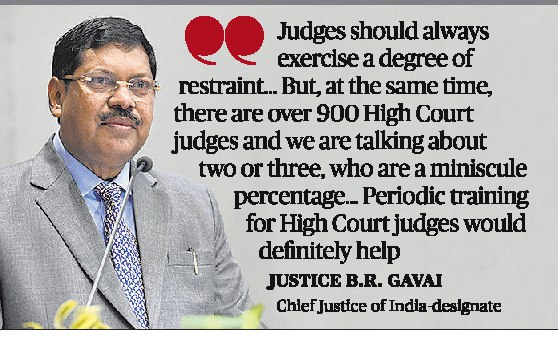 Judges should always
exercise a degree of
restraint... But, at the same time,
there are over 900 High Court
judges and we are talking about
two or three, who are a miniscule
percentage... Periodic training
for High Court judges would
definitely help
JUSTICE B.R. GAVAI
Chief Justice of India-designate